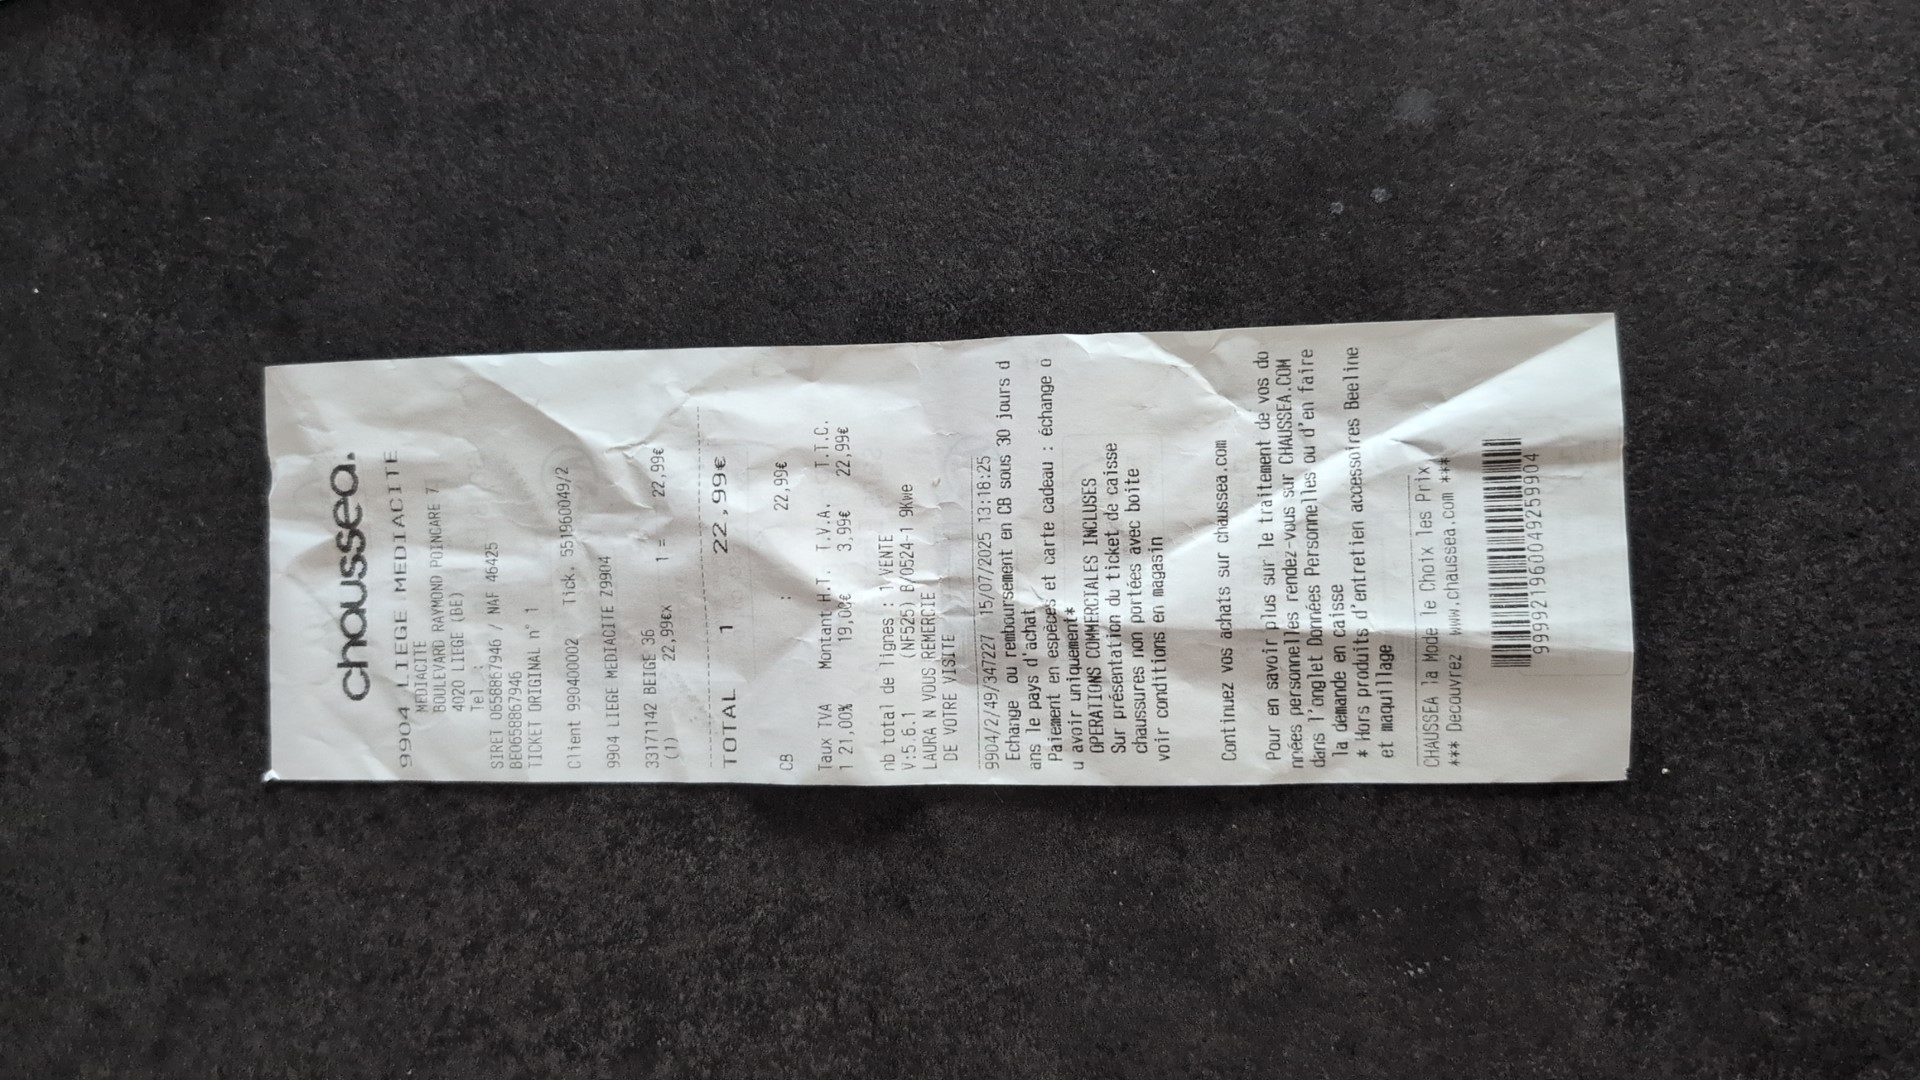 chaussea.
9904 LIEGE MEDIACITE
MEDIACITE
BOULEVARD RAYMOND POINCARE 7
4020 LIEGE (BE)
Tel :
SIRET 0658867946 / NAF 46425
BE0658867946
TICKET ORIGINAL n° 1
Client 990400002 Tick. 551960049/2
9904 LIEGE MEDIACITE Z9904
33171142 BEIGE 36
(1) 22,99€x 1 = 22,99€
TOTAL 1 22,99€
CB : 22,99€
Taux TVA Montant H.T. T.V.A. T.T.C.
1 21,00% 19,00€ 3,99€ 22,99€
nb total de lignes : 1 VENTE
V:5.6.1 (NF525) B/0524-1 9Kwe
LAURA N VOUS REMERCIE
DE VOTRE VISITE
9904/2/49/347227 15/07/2025 13:18:25
Echange ou remboursement en CB sous 30 jours d
ans le pays d'achat
Paiement en espèces et carte cadeau : échange o
u avoir uniquement*
OPERATIONS COMMERCIALES INCLUSES
Sur présentation du ticket de caisse
chaussures non portées avec boite
voir conditions en magasin
Continuez vos achats sur chaussea.com
Pour en savoir plus sur le traitement de vos do
nnées personnelles rendez-vous sur CHAUSSEA.COM
dans l'onglet Données Personnelles ou d'en faire
la demande en caisse
* Hors produits d'entretien accessoires Beeline
et maquillage
CHAUSSEA la Mode le Choix les Prix
*** Decouvrez www.chaussea.com ***
99992196004925 9904